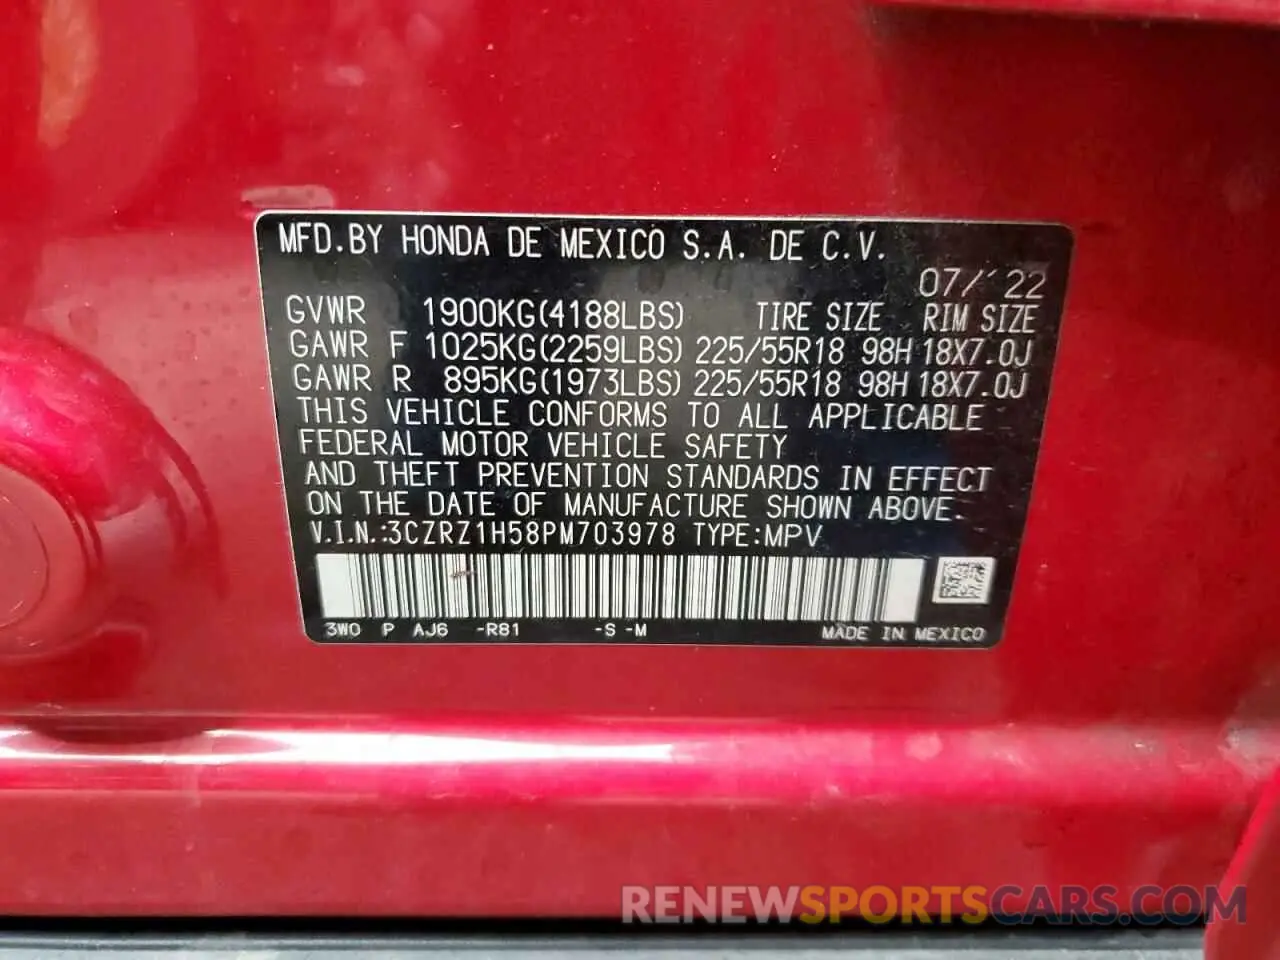 MFD.BY HONDA DE MEXICO S.A. DE C.V.
07/'22
GVWR 1900KG(4188LBS) TIRE SIZE RIM SIZE
GAWR F 1025KG(2259LBS) 225/55R18 98H 18X7.0J
GAWR R 895KG(1973LBS) 225/55R18 98H 18X7.0J
THIS VEHICLE CONFORMS TO ALL APPLICABLE
FEDERAL MOTOR VEHICLE SAFETY
AND THEFT PREVENTION STANDARDS IN EFFECT
ON THE DATE OF MANUFACTURE SHOWN ABOVE.
V.I.N.:3CZRZ1H58PM703978 TYPE:MPV
3W0 P AJ6 -R81 -S -M MADE IN MEXICO
RENEWSPORTSCARS.COM